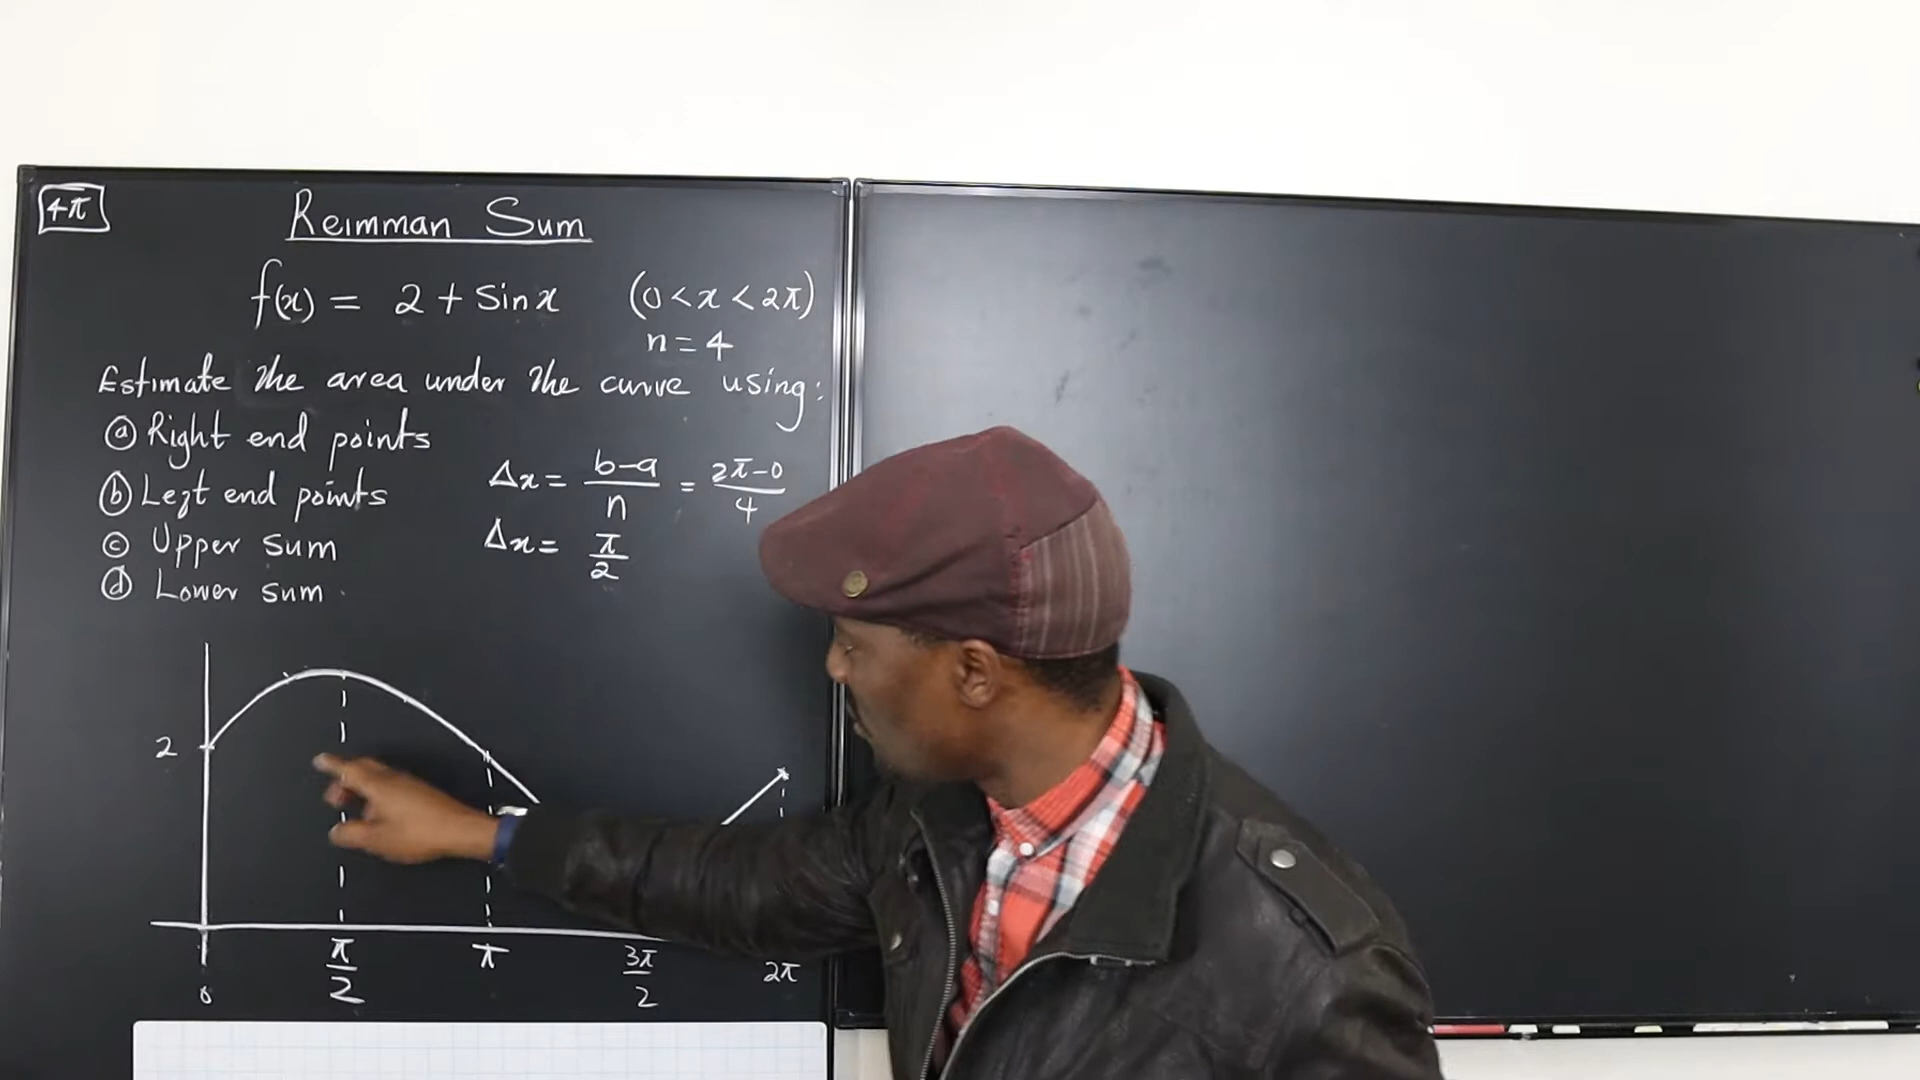 4π
Reimman Sum
f(x) = 2 + Sin x (0 < x < 2π)
n = 4
Estimate the area under the curve using:
ⓐ Right end points
ⓑ Left end points
Δx = b-a/n = 2π-0/4
ⓒ Upper sum
Δx = π/2
ⓓ Lower sum.
2
0 π/2 π 3π/2 2π